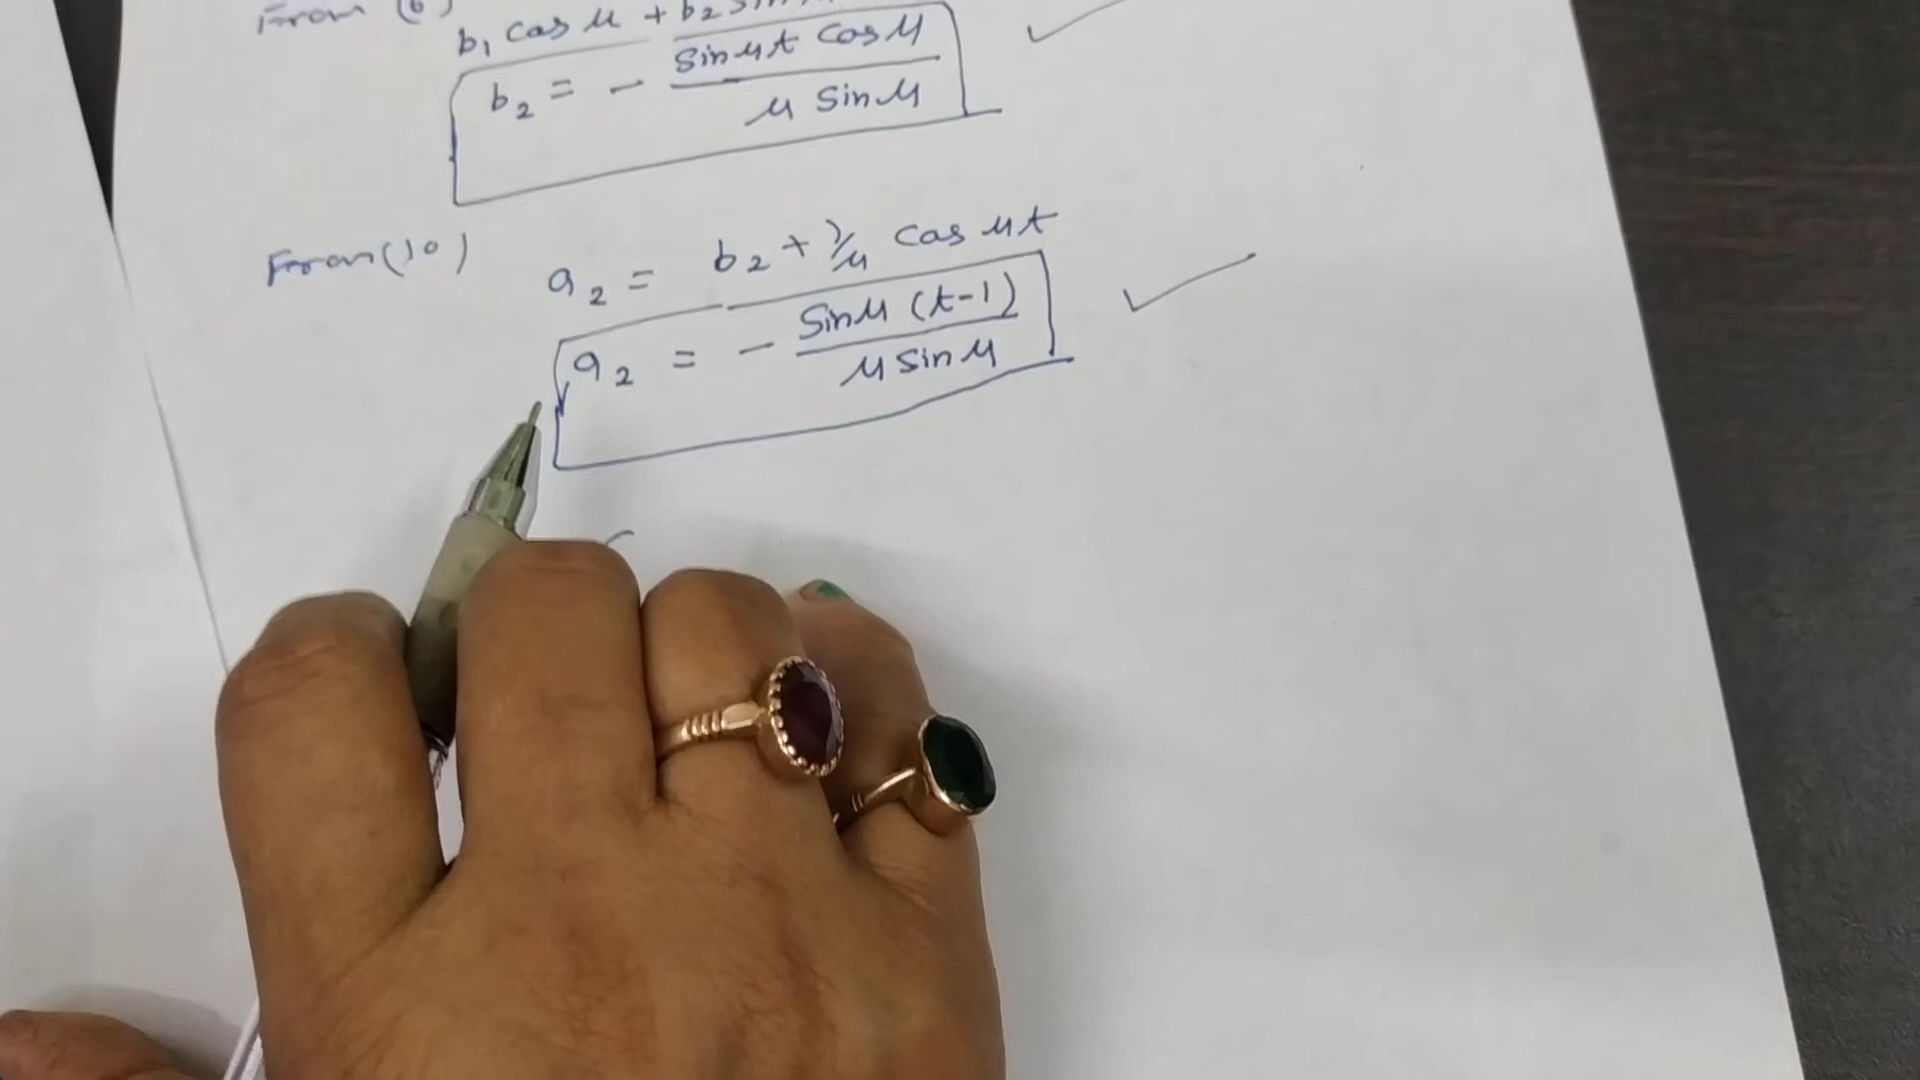 From (6)
b₁ cos μ + b₂ sin
b₂ = - sin μt cos μ / μ sin μ
From (10)
a₂ = b₂ + 1/μ cos μt
a₂ = - sin μ (t-1) / μ sin μ